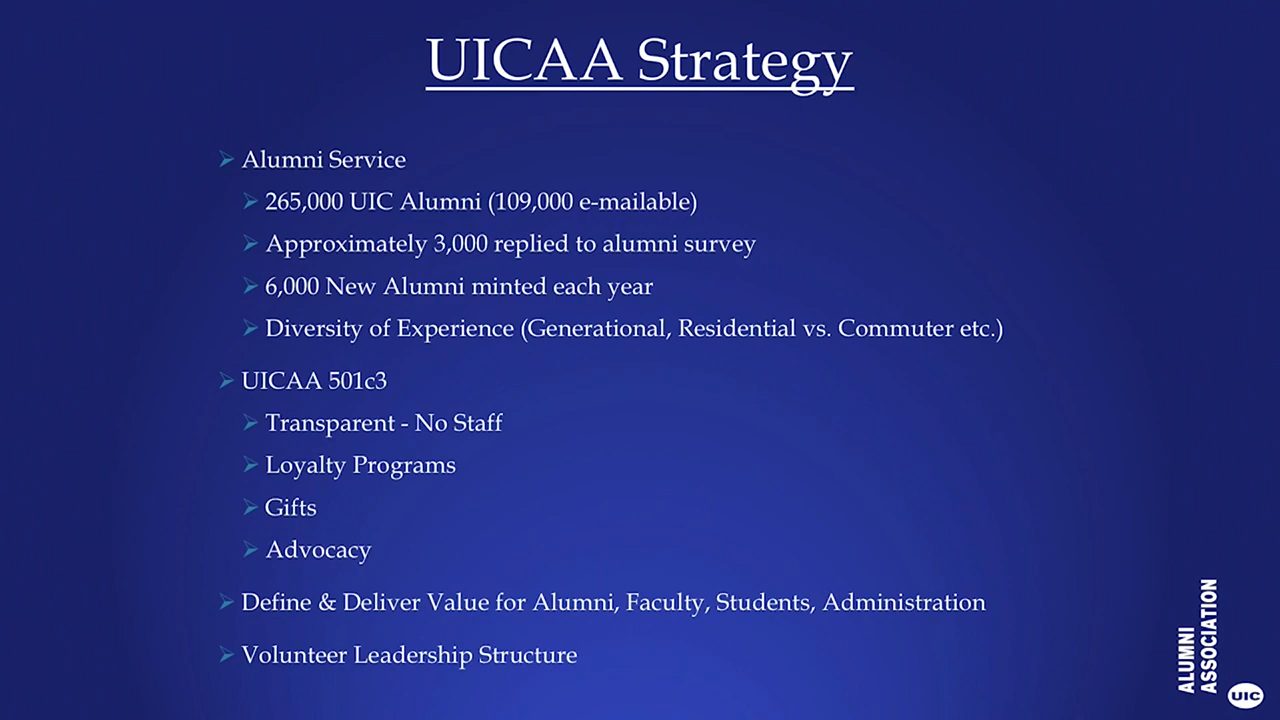 UICAA Strategy
Alumni Service
265,000 UIC Alumni (109,000 e-mailable)
Approximately 3,000 replied to alumni survey
6,000 New Alumni minted each year
Diversity of Experience (Generational, Residential vs. Commuter etc.)
UICAA 501c3
Transparent - No Staff
Loyalty Programs
Gifts
Advocacy
Define & Deliver Value for Alumni, Faculty, Students, Administration
Volunteer Leadership Structure
ALUMNI
ASSOCIATION
UIC